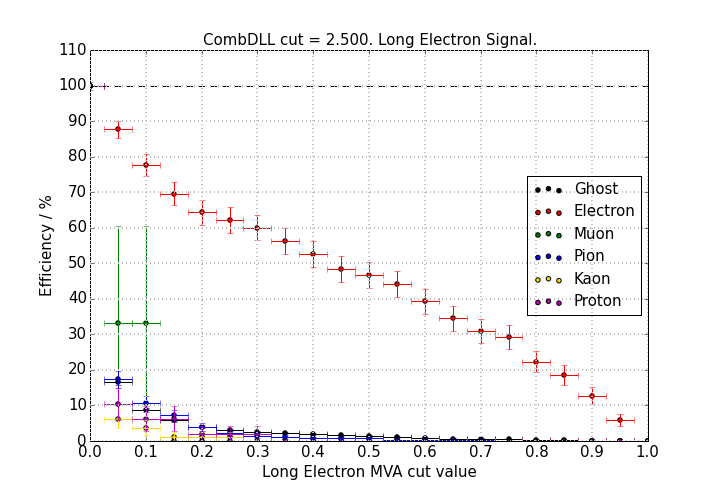 CombDLL cut = 2.500. Long Electron Signal.
110
100
90
80
70
60
50
40
30
20
10
0
Efficiency / %
Ghost
Electron
Muon
Pion
Kaon
Proton
0.0 0.1 0.2 0.3 0.4 0.5 0.6 0.7 0.8 0.9 1.0
Long Electron MVA cut value